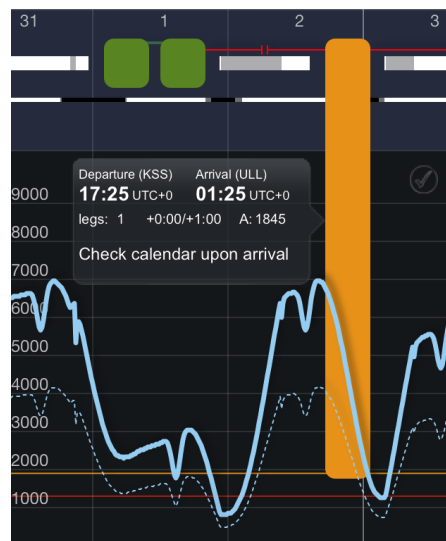 31 1 2 3
Departure (KSS) Arrival (ULL)
17:25 UTC+0 01:25 UTC+0
legs: 1 +0:00/+1:00 A: 1845
Check calendar upon arrival
9000
8000
7000
6000
5000
4000
3000
2000
1000